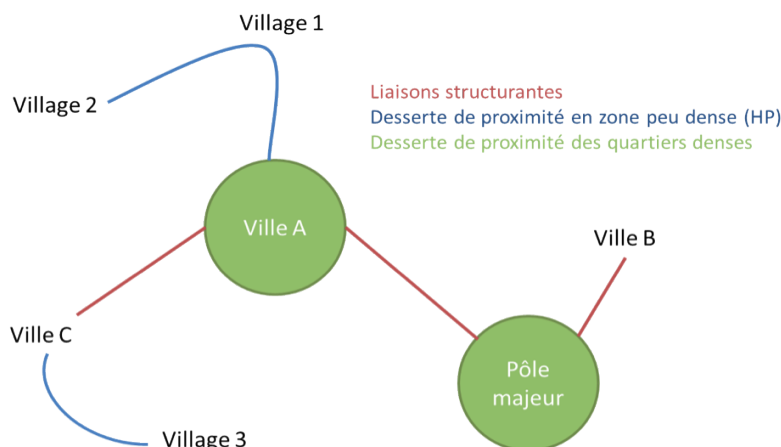 Village 1
Village 2
Liaisons structurantes
Desserte de proximité en zone peu dense (HP)
Desserte de proximité des quartiers denses
Ville A
Ville B
Ville C
Pôle
majeur
Village 3